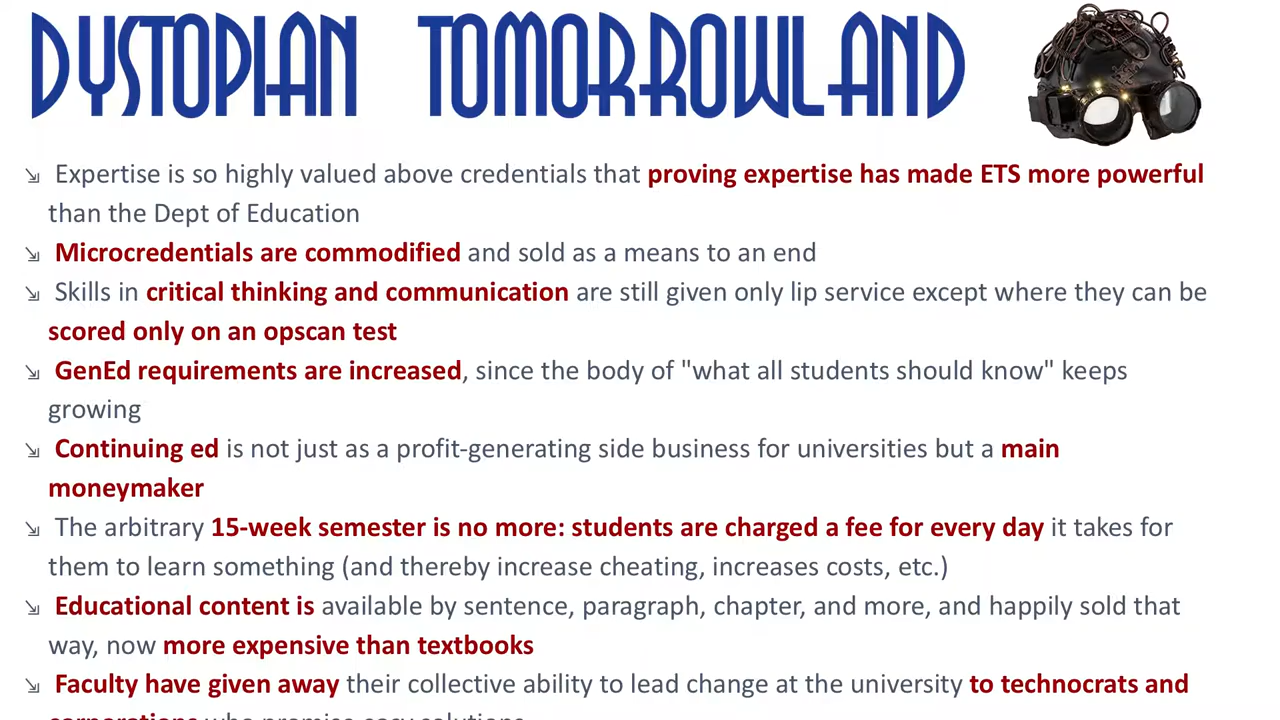 DYSTOPIAN TOMORROWLAND
Expertise is so highly valued above credentials that proving expertise has made ETS more powerful
than the Dept of Education
Microcredentials are commodified and sold as a means to an end
Skills in critical thinking and communication are still given only lip service except where they can be
scored only on an opscan test
GenEd requirements are increased, since the body of "what all students should know" keeps
growing
Continuing ed is not just as a profit-generating side business for universities but a main
moneymaker
The arbitrary 15-week semester is no more: students are charged a fee for every day it takes for
them to learn something (and thereby increase cheating, increases costs, etc.)
Educational content is available by sentence, paragraph, chapter, and more, and happily sold that
way, now more expensive than textbooks
Faculty have given away their collective ability to lead change at the university to technocrats and
corporations who promise easy solutions